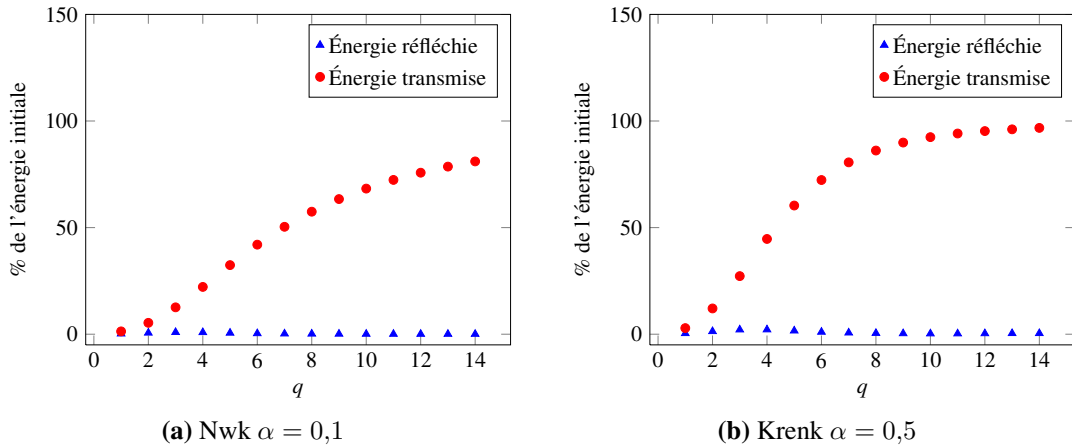 150
100
50
0
0 2 4 6 8 10 12 14
% de l'énergie initiale
q
Énergie réfléchie
Énergie transmise
(a) Nwk α = 0,1
150
100
50
0
0 2 4 6 8 10 12 14
% de l'énergie initiale
q
Énergie réfléchie
Énergie transmise
(b) Krenk α = 0,5